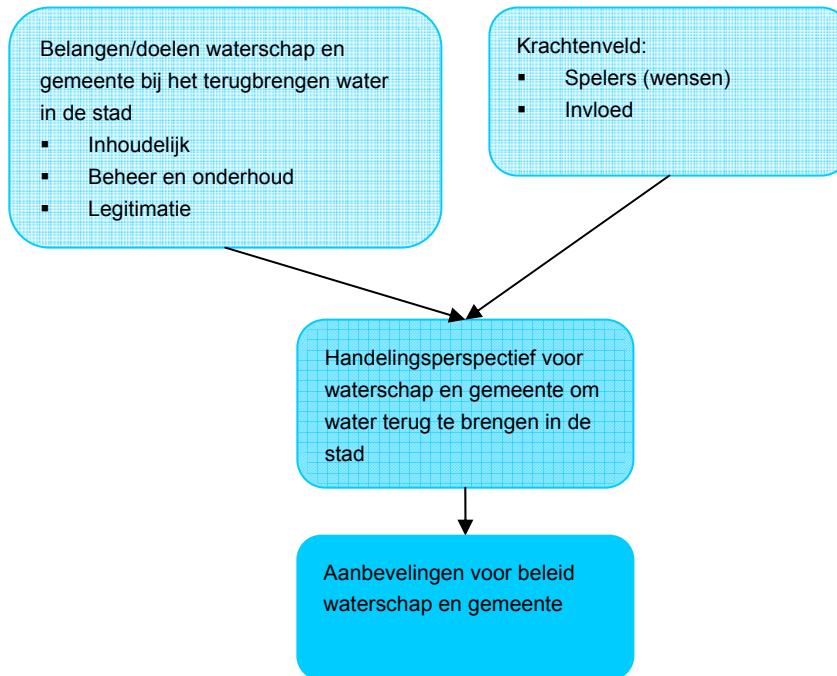 Belangen/doelen waterschap en
gemeente bij het terugbrengen water
in de stad
▪ Inhoudelijk
▪ Beheer en onderhoud
▪ Legitimatie
Krachtenveld:
▪ Spelers (wensen)
▪ Invloed
Handelingsperspectief voor
waterschap en gemeente om
water terug te brengen in de
stad
Aanbevelingen voor beleid
waterschap en gemeente